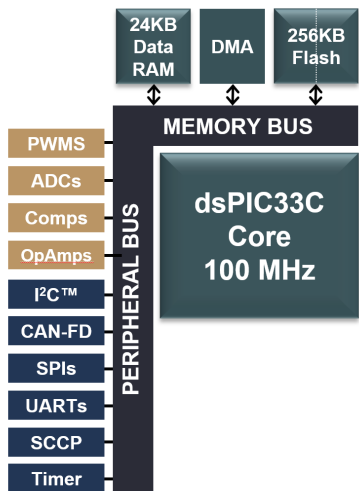 24KB
Data
RAM
DMA
256KB
Flash
MEMORY BUS
PERIPHERAL BUS
PWMS
ADCs
Comps
OpAmps
I²C™
CAN-FD
SPIs
UARTs
SCCP
Timer
dsPIC33C
Core
100 MHz